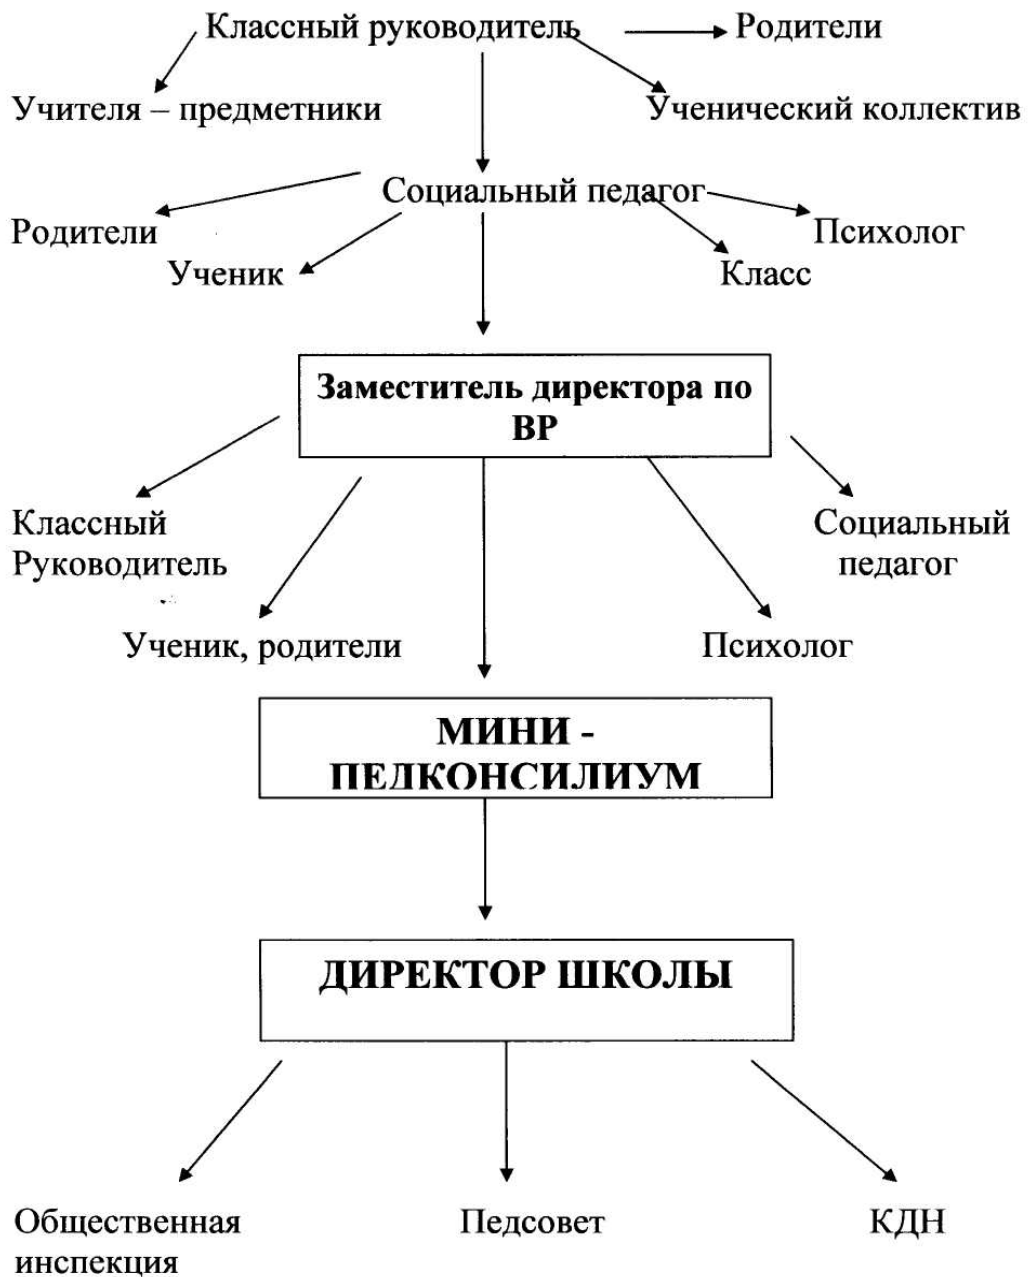 Классный руководитель Родители
Учителя – предметники Ученический коллектив
Социальный педагог
Родители Психолог
Ученик Класс
Заместитель директора по
ВР
Классный Социальный
Руководитель педагог
Ученик, родители Психолог
МИНИ -
ПЕДКОНСИЛИУМ
ДИРЕКТОР ШКОЛЫ
Общественная Педсовет КДН
инспекция